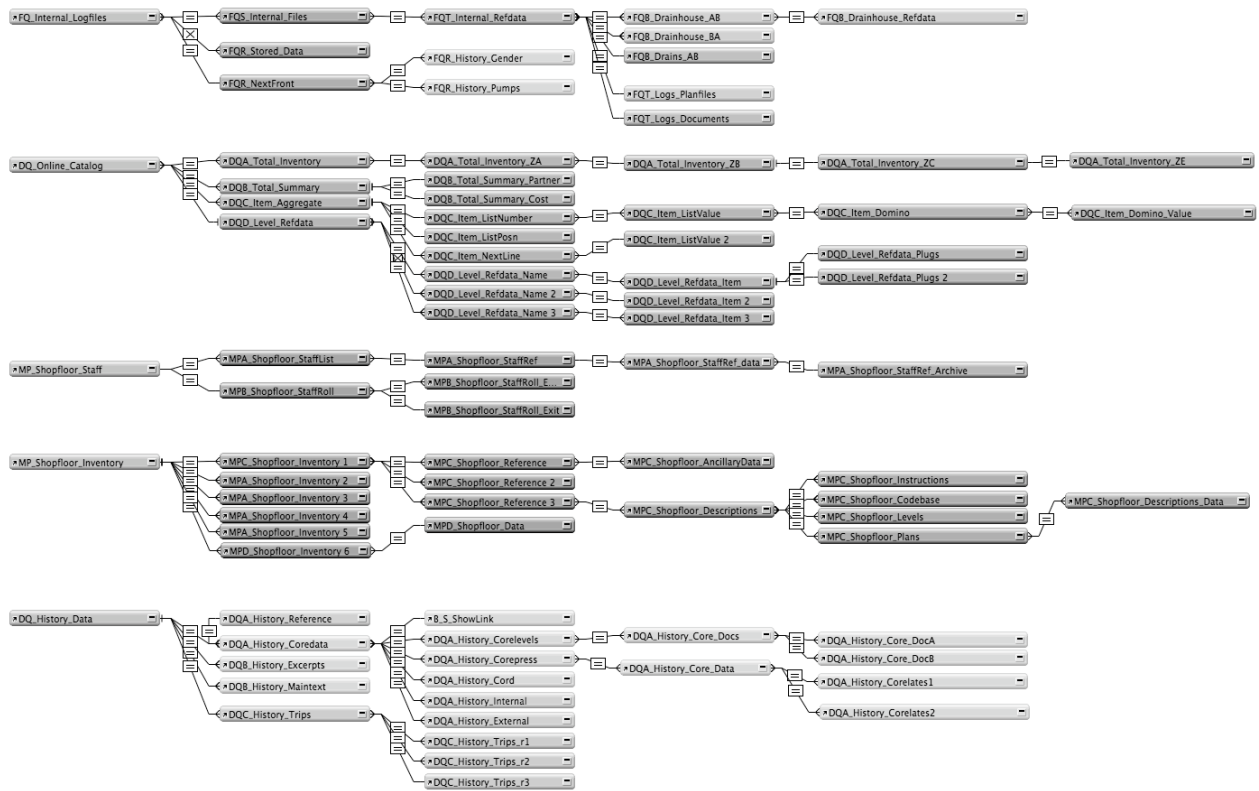 FQ_Internal_Logfiles
FQS_Internal_Files
FQT_Internal_Refdata
FQB_Drainhouse_AB
FQB_Drainhouse_Refdata
FQB_Drainhouse_BA
FQR_Stored_Data
FQB_Drains_AB
FQR_History_Gender
FQR_NextFront
FQR_History_Pumps
FQT_Logs_Planfiles
FQT_Logs_Documents
DQ_Online_Catalog
DQA_Total_Inventory
DQA_Total_Inventory_ZA
DQA_Total_Inventory_ZB
DQA_Total_Inventory_ZC
DQA_Total_Inventory_ZE
DQB_Total_Summary
DQB_Total_Summary_Partner
DQC_Item_Aggregate
DQB_Total_Summary_Cost
DQD_Level_Refdata
DQC_Item_ListNumber
DQC_Item_ListValue
DQC_Item_Domino
DQC_Item_Domino_Value
DQC_Item_ListPosn
DQC_Item_ListValue 2
DQC_Item_NextLine
DQD_Level_Refdata_Plugs
DQD_Level_Refdata_Name
DQD_Level_Refdata_Item
DQD_Level_Refdata_Plugs 2
DQD_Level_Refdata_Name 2
DQD_Level_Refdata_Item 2
DQD_Level_Refdata_Name 3
DQD_Level_Refdata_Item 3
MP_Shopfloor_Staff
MPA_Shopfloor_StaffList
MPA_Shopfloor_StaffRef
MPA_Shopfloor_StaffRef_data
MPA_Shopfloor_StaffRef_Archive
MPB_Shopfloor_StaffRoll
MPB_Shopfloor_StaffRoll_E...
MPB_Shopfloor_StaffRoll_Exit
MP_Shopfloor_Inventory
MPC_Shopfloor_Inventory 1
MPC_Shopfloor_Reference
MPC_Shopfloor_AncillaryData
MPA_Shopfloor_Inventory 2
MPC_Shopfloor_Reference 2
MPC_Shopfloor_Instructions
MPA_Shopfloor_Inventory 3
MPC_Shopfloor_Reference 3
MPC_Shopfloor_Codebase
MPC_Shopfloor_Descriptions_Data
MPA_Shopfloor_Inventory 4
MPC_Shopfloor_Descriptions
MPC_Shopfloor_Levels
MPA_Shopfloor_Inventory 5
MPD_Shopfloor_Data
MPC_Shopfloor_Plans
MPD_Shopfloor_Inventory 6
DQ_History_Data
DQA_History_Reference
B_S_ShowLink
DQA_History_Coredata
DQA_History_Corelevels
DQA_History_Core_Docs
DQA_History_Core_DocA
DQB_History_Excerpts
DQA_History_Corepress
DQA_History_Core_Data
DQA_History_Core_DocB
DQB_History_Maintext
DQA_History_Cord
DQA_History_Corelates1
DQA_History_Internal
DQC_History_Trips
DQA_History_External
DQA_History_Corelates2
DQC_History_Trips_r1
DQC_History_Trips_r2
DQC_History_Trips_r3